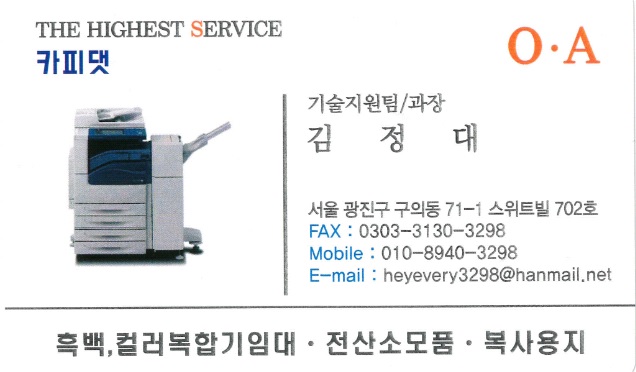 THE HIGHEST SERVICE
카피댓
O·A
기술지원팀/과장
김 정 대
서울 광진구 구의동 71-1 스위트빌 702호
FAX : 0303-3130-3298
Mobile : 010-8940-3298
E-mail : heyevery3298@hanmail.net
흑백,컬러복합기임대 · 전산소모품 · 복사용지